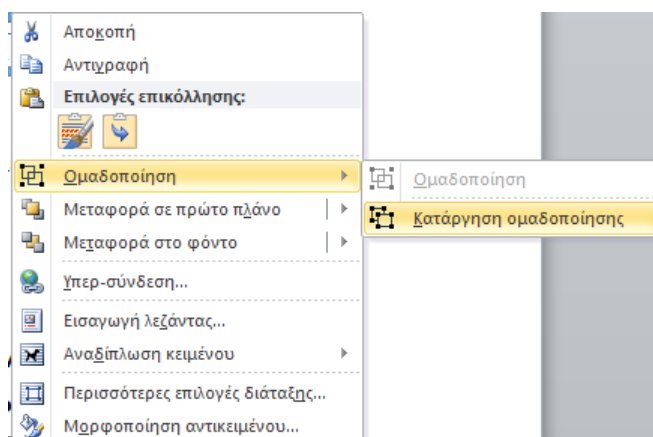 Αποκοπή
Αντιγραφή
Επιλογές επικόλλησης:
Ομαδοποίηση
Ομαδοποίηση
Μεταφορά σε πρώτο πλάνο
Κατάργηση ομαδοποίησης
Μεταφορά στο φόντο
Υπερ-σύνδεση...
Εισαγωγή λεζάντας...
Αναδίπλωση κειμένου
Περισσότερες επιλογές διάταξης...
Μορφοποίηση αντικειμένου...